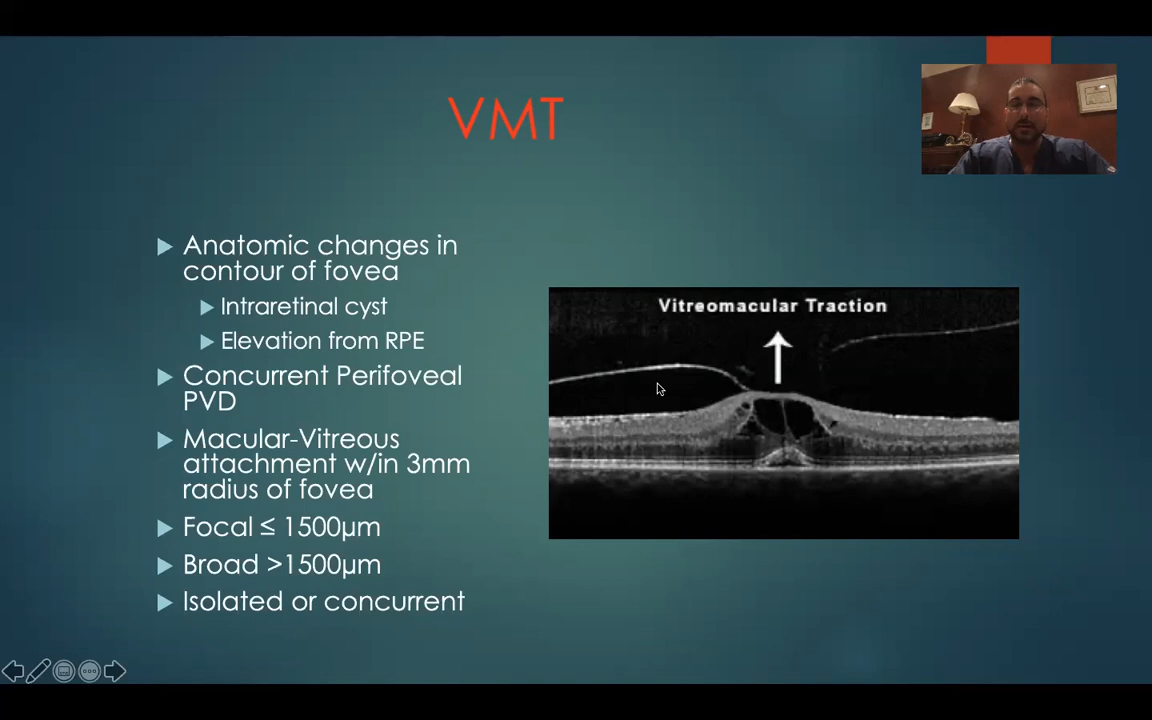 VMT
Anatomic changes in
contour of fovea
Intraretinal cyst
Elevation from RPE
Concurrent Perifoveal
PVD
Macular-Vitreous
attachment w/in 3mm
radius of fovea
Focal ≤ 1500µm
Broad >1500µm
Isolated or concurrent
Vitreomacular Traction